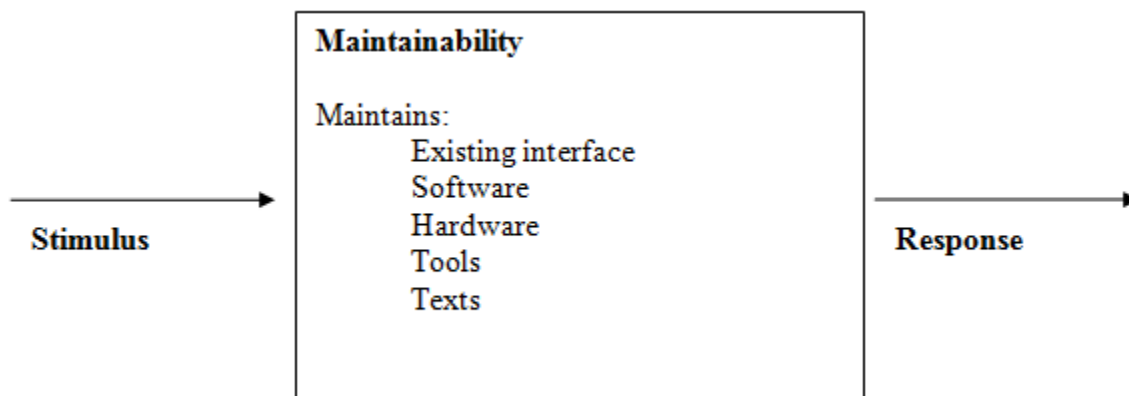 Maintainability
Maintains:
Existing interface
Software
Hardware
Tools
Texts
Stimulus
Response